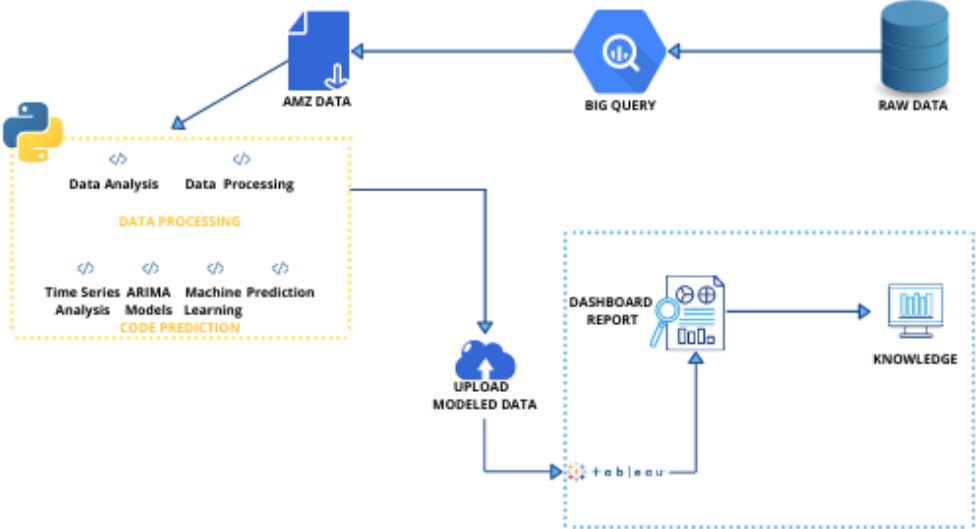 AMZ DATA
BIG QUERY
RAW DATA
Data Analysis
Data Processing
DATA PROCESSING
Time Series
Analysis
ARIMA
Models
Machine
Learning
Prediction
CODE PREDICTION
UPLOAD
MODELED DATA
DASHBOARD
REPORT
KNOWLEDGE
+ a b | e a u